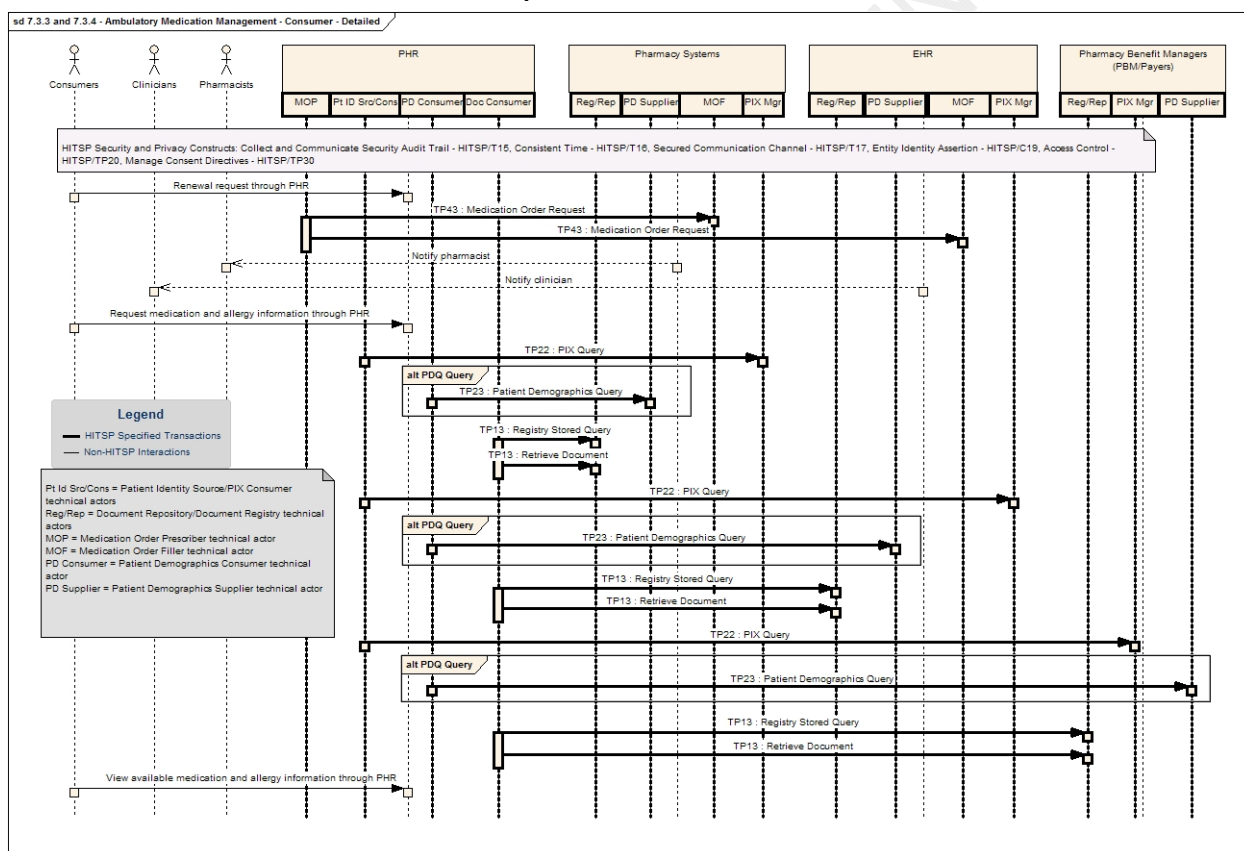 sd 7.3.3 and 7.3.4 - Ambulatory Medication Management - Consumer - Detailed
Consumers
Clinicians
Pharmacists
PHR
MOP
Pt ID Src/Cons
PD Consumer
Doc Consumer
Pharmacy Systems
Reg/Rep
PD Supplier
MOF
PIX Mgr
EHR
Reg/Rep
PD Supplier
MOF
PIX Mgr
Pharmacy Benefit Managers
(PBM/Payers)
Reg/Rep
PIX Mgr
PD Supplier
HITSP Security and Privacy Constructs: Collect and Communicate Security Audit Trail - HITSP/T15, Consistent Time - HITSP/T16, Secured Communication Channel - HITSP/T17, Entity Identity Assertion - HITSP/C19, Access Control -
HITSP/TP20, Manage Consent Directives - HITSP/TP30
Renewal request through PHR
TP43 : Medication Order Request
TP43 : Medication Order Request
Notify pharmacist
Notify clinician
Request medication and allergy information through PHR
TP22 : PIX Query
alt PDQ Query
TP23 : Patient Demographics Query
TP13 : Registry Stored Query
TP13 : Retrieve Document
Legend
HITSP Specified Transactions
Non-HITSP Interactions
Pt Id Src/Cons = Patient Identity Source/PIX Consumer
technical actors
Reg/Rep = Document Repository/Document Registry technical
actors
MOP = Medication Order Prescriber technical actor
MOF = Medication Order Filler technical actor
PD Consumer = Patient Demographics Consumer technical
actor
PD Supplier = Patient Demographics Supplier technical actor
TP22 : PIX Query
alt PDQ Query
TP23 : Patient Demographics Query
TP13 : Registry Stored Query
TP13 : Retrieve Document
TP22 : PIX Query
alt PDQ Query
TP23 : Patient Demographics Query
TP13 : Registry Stored Query
TP13 : Retrieve Document
View available medication and allergy information through PHR